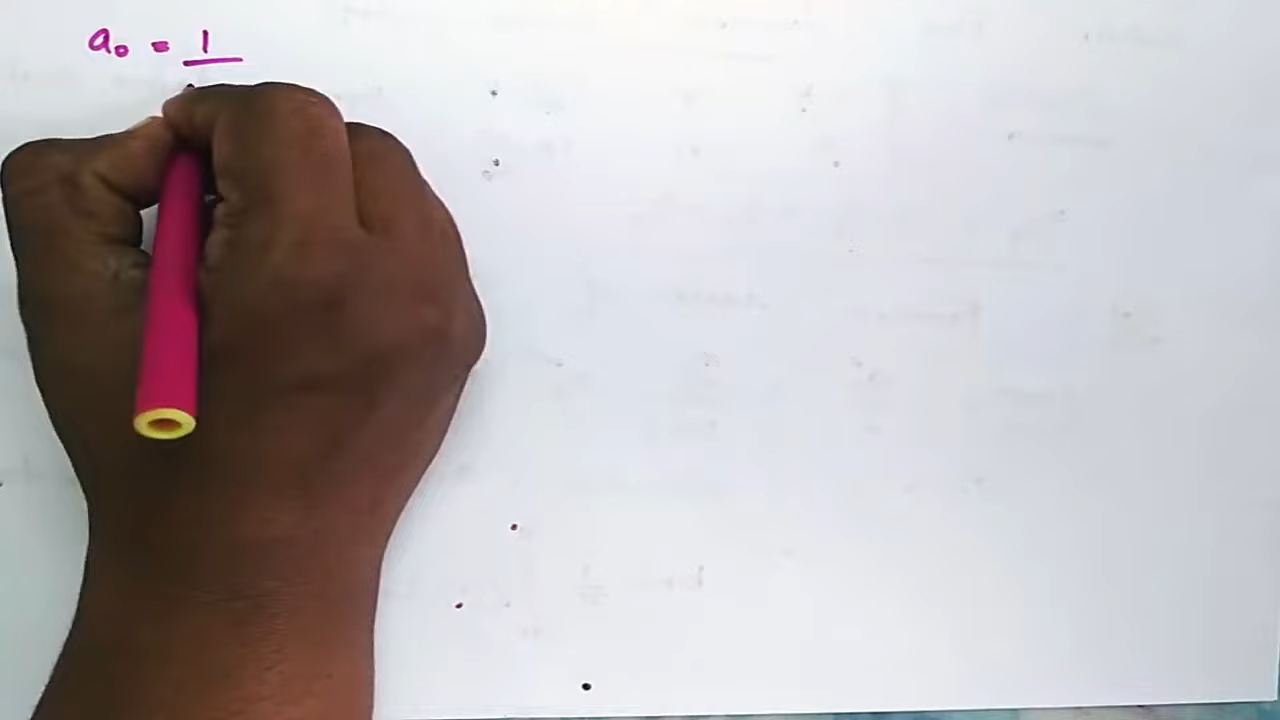 a₀ = 1